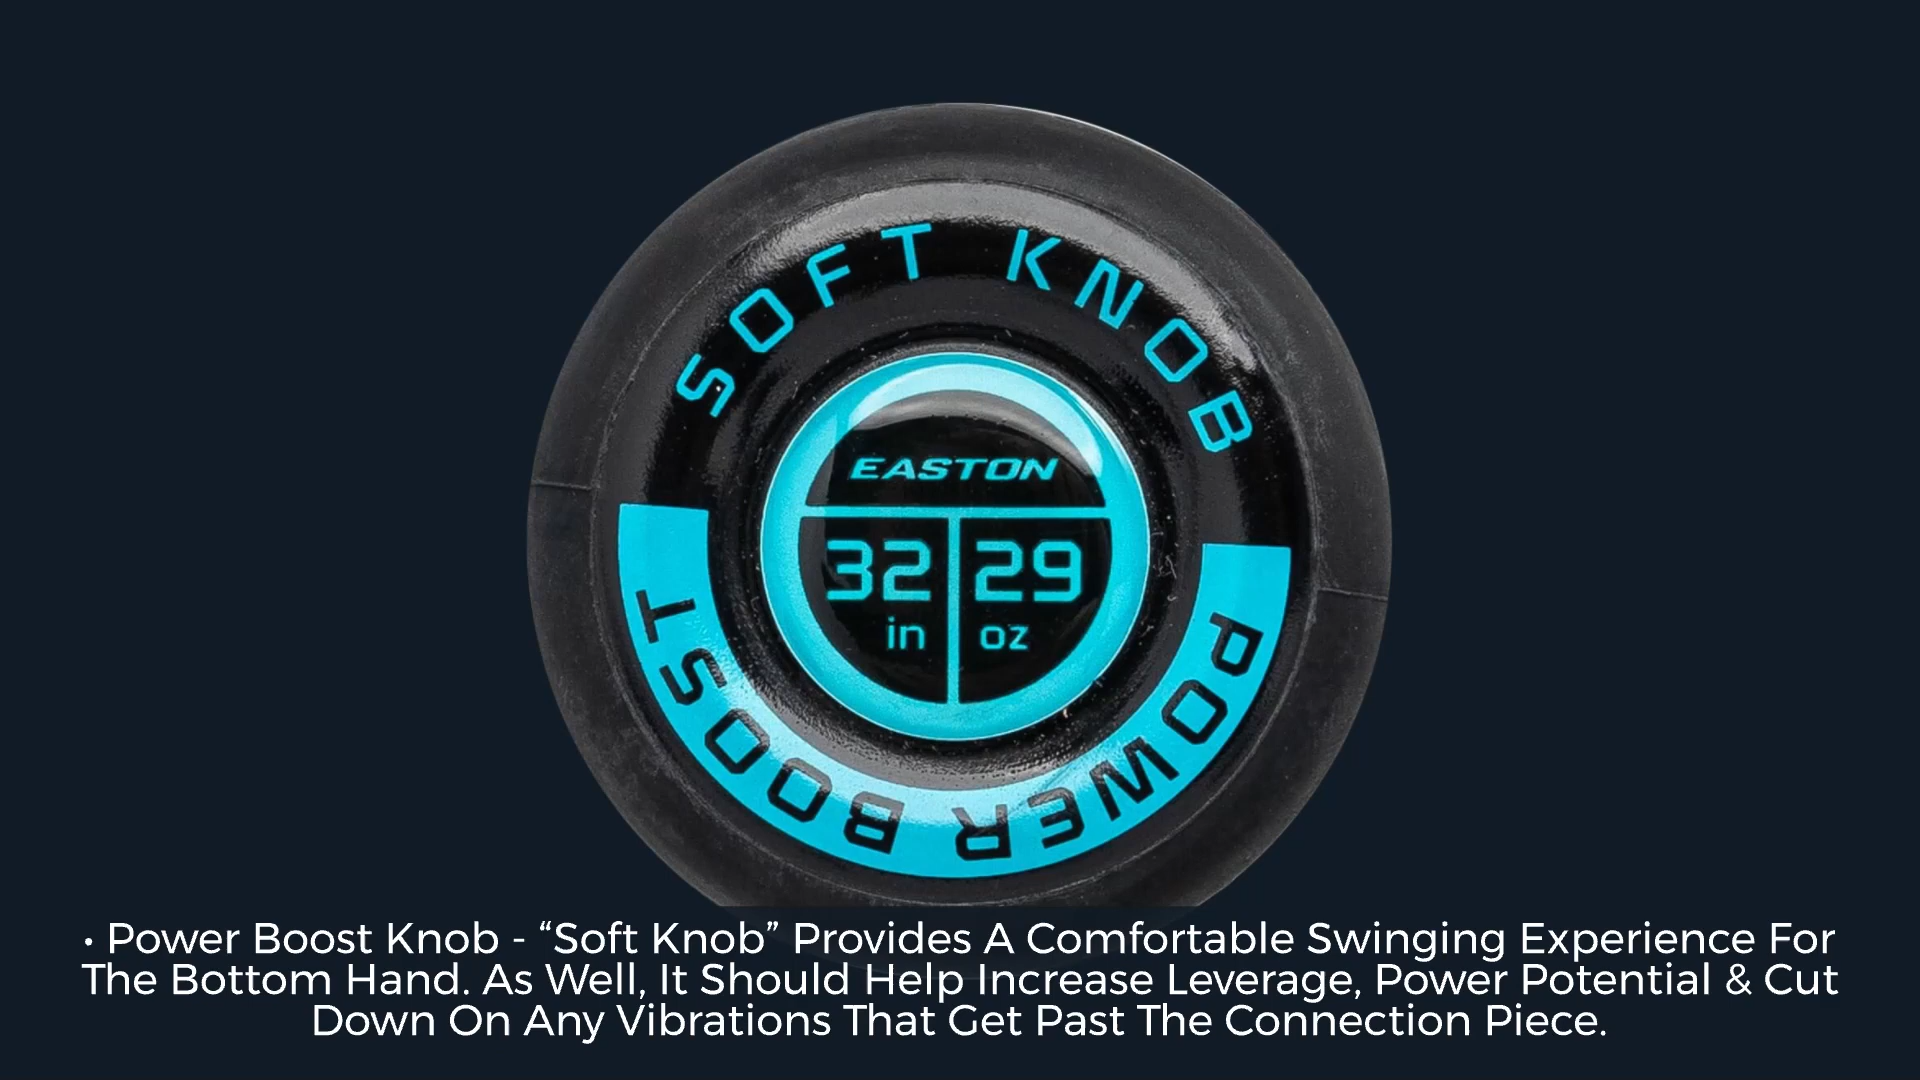 SOFT KNOB
EASTON
32 29
in oz
POWER BOOST
• Power Boost Knob - “Soft Knob” Provides A Comfortable Swinging Experience For
The Bottom Hand. As Well, It Should Help Increase Leverage, Power Potential & Cut
Down On Any Vibrations That Get Past The Connection Piece.